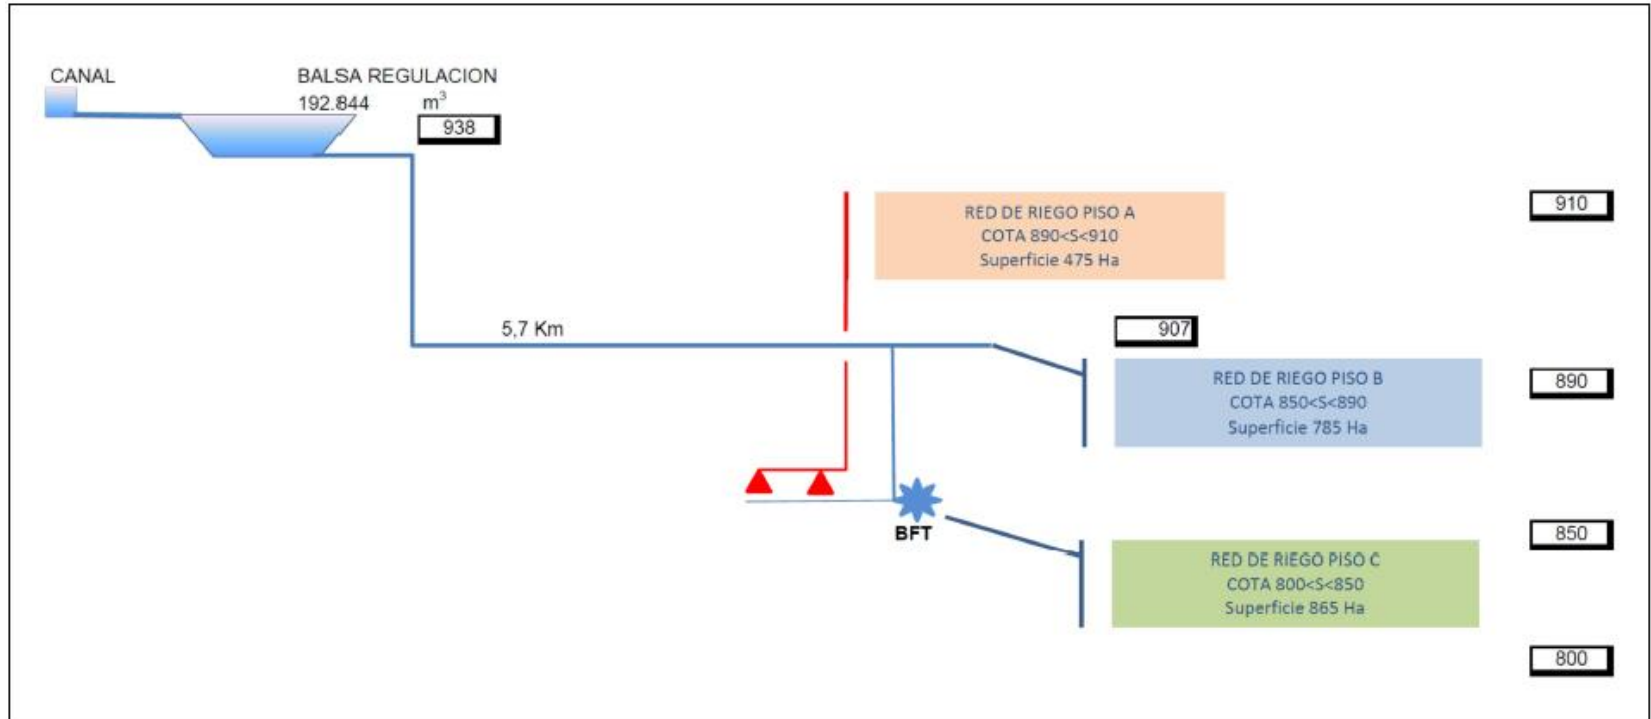 CANAL
BALSA REGULACION
192.844 m³
938
910
RED DE RIEGO PISO A
COTA 890<S<910
Superficie 475 Ha
5,7 Km
907
RED DE RIEGO PISO B
COTA 850<S<890
Superficie 785 Ha
890
BFT
850
RED DE RIEGO PISO C
COTA 800<S<850
Superficie 865 Ha
800